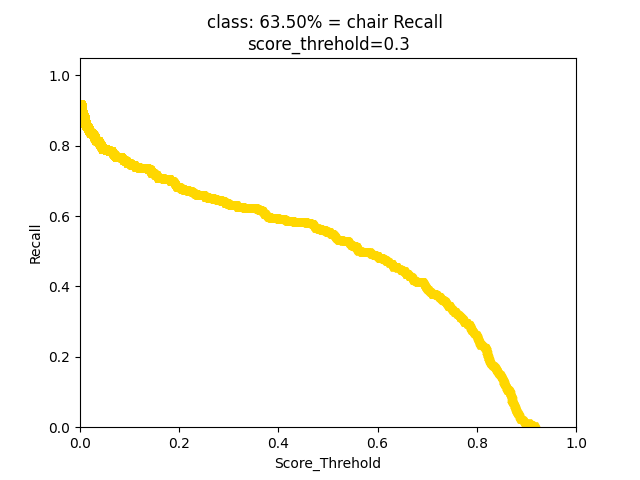 class: 63.50% = chair Recall
score_threhold=0.3
1.0
0.8
0.6
0.4
0.2
0.0
Recall
0.0 0.2 0.4 0.6 0.8 1.0
Score_Threhold